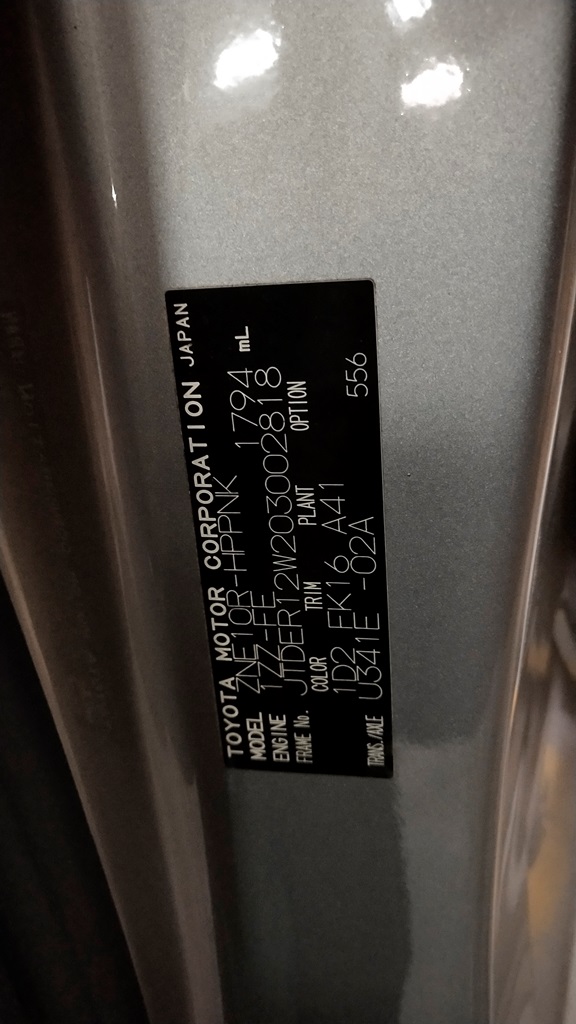 TOYOTA MOTOR CORPORATION JAPAN
MODEL ZNE10R-HPPNK 1794 mL
ENGINE 1ZZ-FE
FRAME No. JTDER12W203002818
COLOR TRIM PLANT OPTION
1D2 FK16 A41
TRANS./AXLE U341E -02A 556